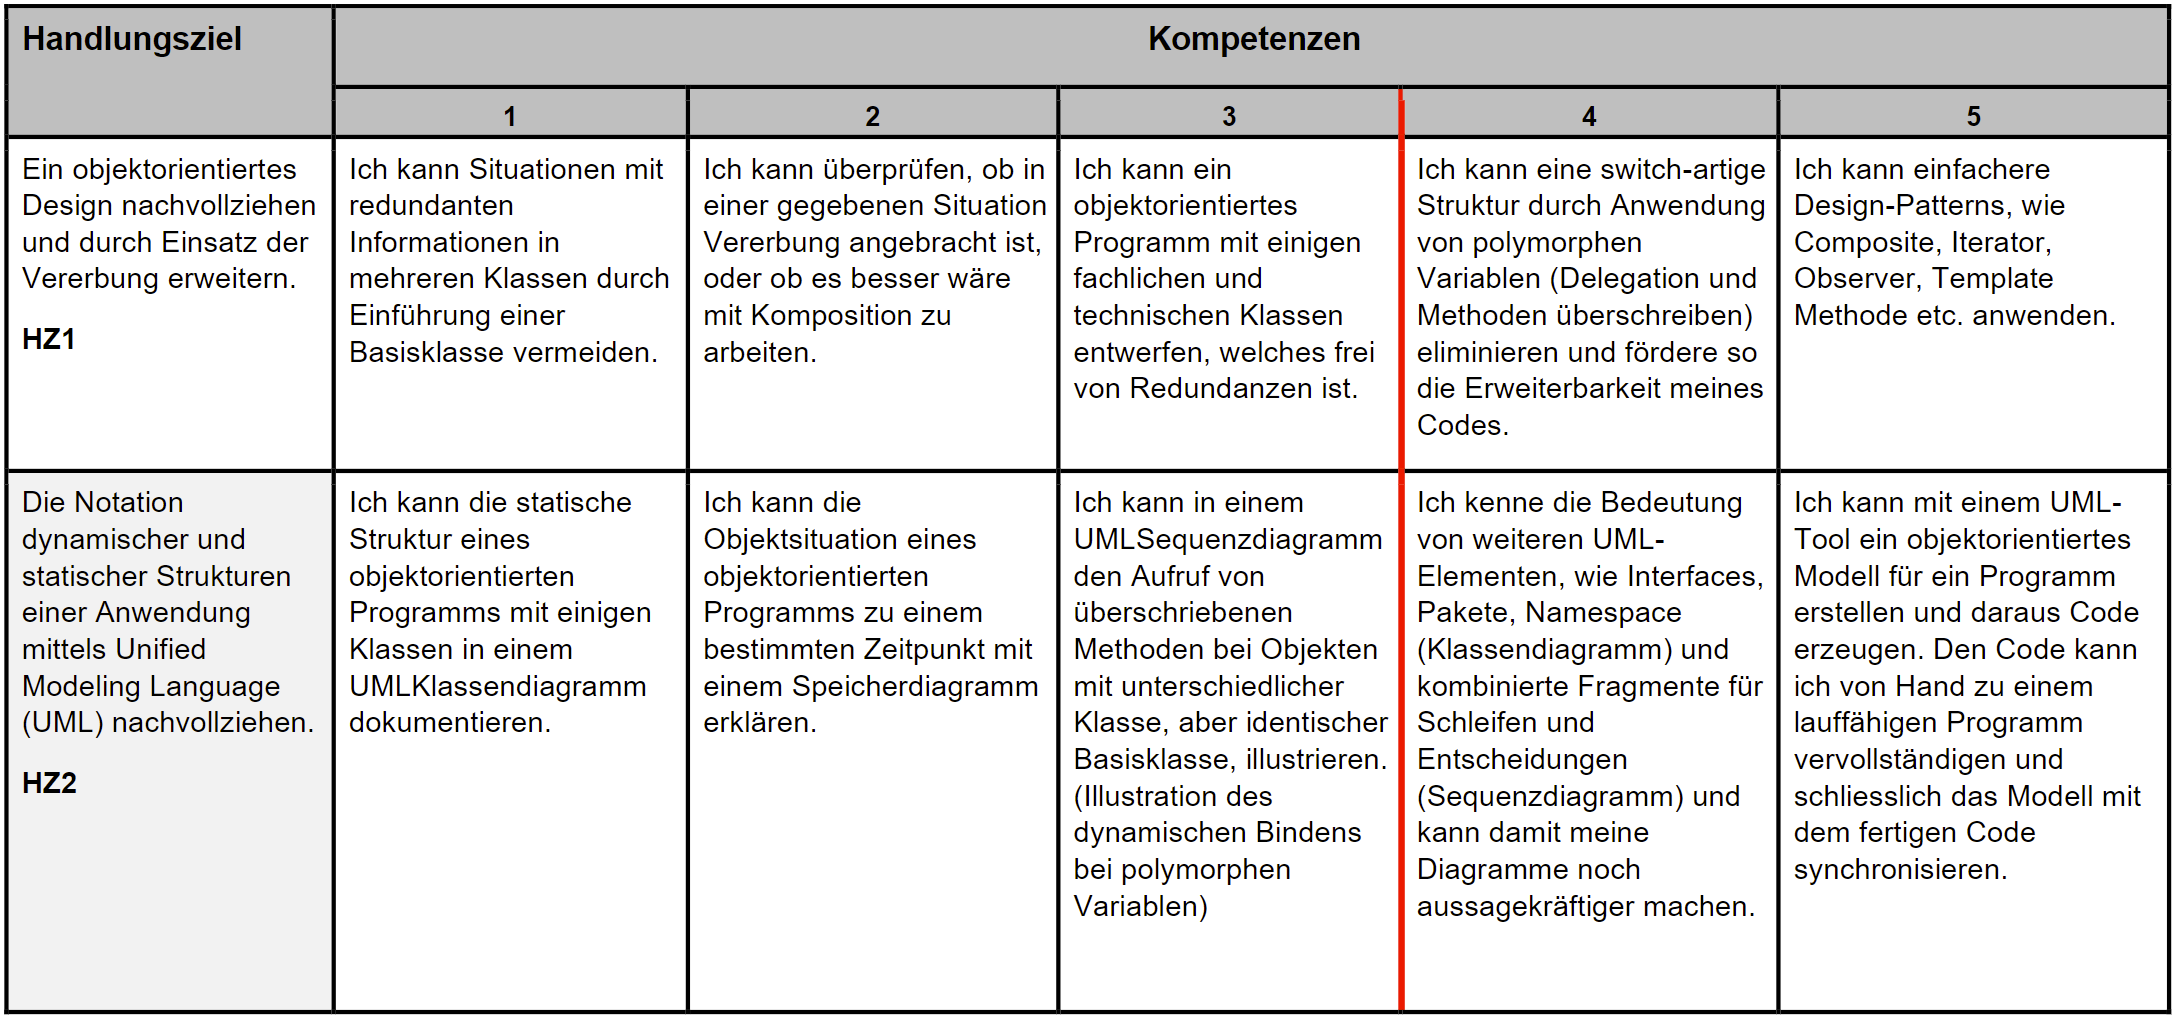 Handlungsziel
Kompetenzen
1
2
3
4
5
Ein objektorientiertes
Design nachvollziehen
und durch Einsatz der
Vererbung erweitern.
HZ1
Ich kann Situationen mit
redundanten
Informationen in
mehreren Klassen durch
Einführung einer
Basisklasse vermeiden.
Ich kann überprüfen, ob in
einer gegebenen Situation
Vererbung angebracht ist,
oder ob es besser wäre
mit Komposition zu
arbeiten.
Ich kann ein
objektorientiertes
Programm mit einigen
fachlichen und
technischen Klassen
entwerfen, welches frei
von Redundanzen ist.
Ich kann eine switch-artige
Struktur durch Anwendung
von polymorphen
Variablen (Delegation und
Methoden überschreiben)
eliminieren und fördere so
die Erweiterbarkeit meines
Codes.
Ich kann einfachere
Design-Patterns, wie
Composite, Iterator,
Observer, Template
Methode etc. anwenden.
Die Notation
dynamischer und
statischer Strukturen
einer Anwendung
mittels Unified
Modeling Language
(UML) nachvollziehen.
HZ2
Ich kann die statische
Struktur eines
objektorientierten
Programms mit einigen
Klassen in einem
UMLKlassendiagramm
dokumentieren.
Ich kann die
Objektsituation eines
objektorientierten
Programms zu einem
bestimmten Zeitpunkt mit
einem Speicherdiagramm
erklären.
Ich kann in einem
UMLSequenzdiagramm
den Aufruf von
überschriebenen
Methoden bei Objekten
mit unterschiedlicher
Klasse, aber identischer
Basisklasse, illustrieren.
(Illustration des
dynamischen Bindens
bei polymorphen
Variablen)
Ich kenne die Bedeutung
von weiteren UML-
Elementen, wie Interfaces,
Pakete, Namespace
(Klassendiagramm) und
kombinierte Fragmente für
Schleifen und
Entscheidungen
(Sequenzdiagramm) und
kann damit meine
Diagramme noch
aussagekräftiger machen.
Ich kann mit einem UML-
Tool ein objektorientiertes
Modell für ein Programm
erstellen und daraus Code
erzeugen. Den Code kann
ich von Hand zu einem
lauffähigen Programm
vervollständigen und
schliesslich das Modell mit
dem fertigen Code
synchronisieren.